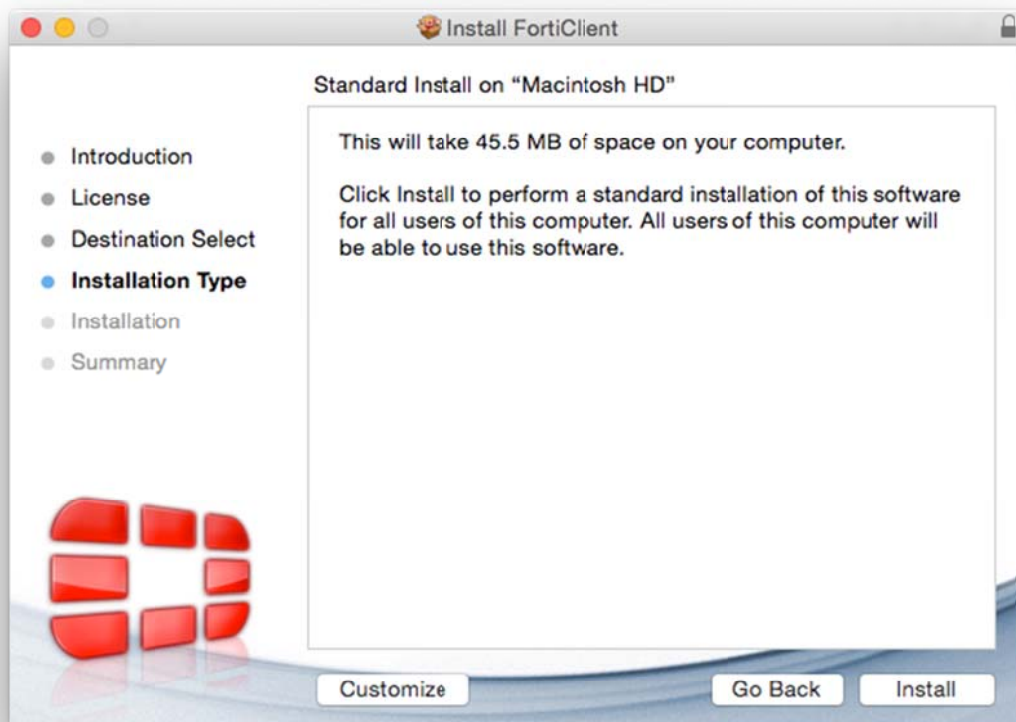 Install FortiClient
Standard Install on “Macintosh HD”
Introduction
License
Destination Select
Installation Type
Installation
Summary
This will take 45.5 MB of space on your computer.
Click Install to perform a standard installation of this software
for all users of this computer. All users of this computer will
be able to use this software.
Customize
Go Back
Install